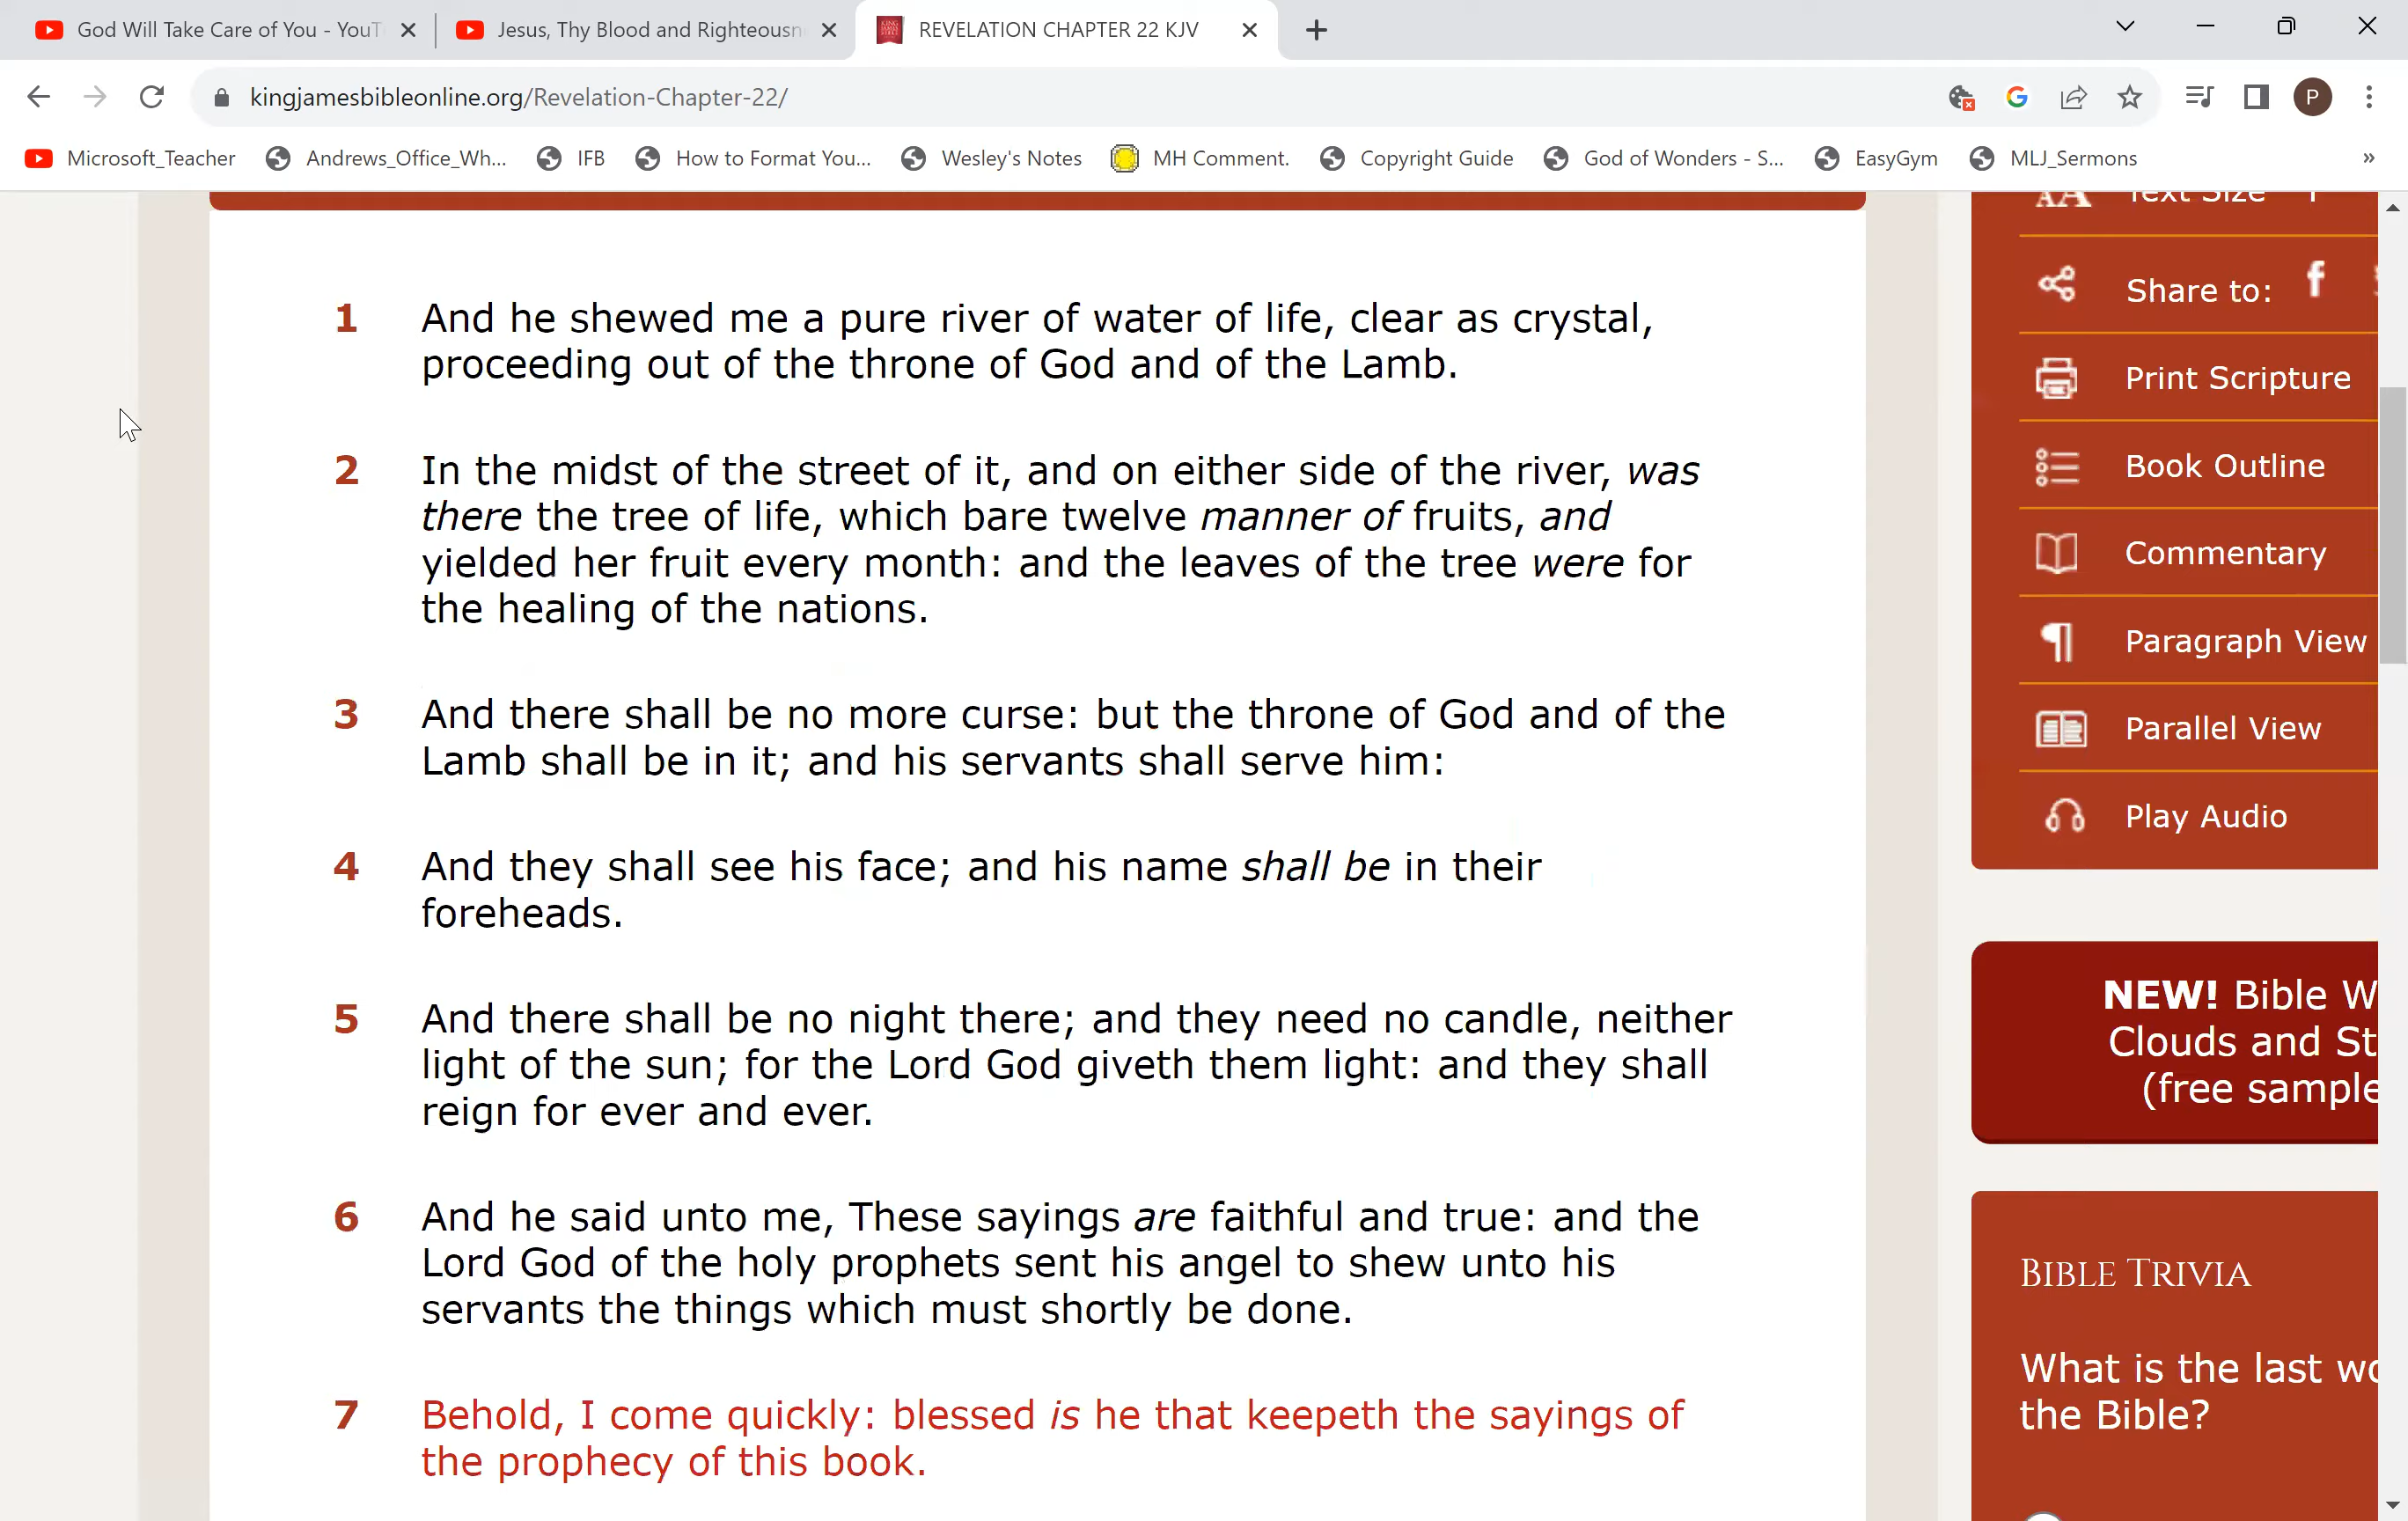 God Will Take Care of You - YouT
Jesus, Thy Blood and Righteousn
REVELATION CHAPTER 22 KJV
kingjamesbibleonline.org/Revelation-Chapter-22/
P
Microsoft_Teacher
Andrews_Office_Wh...
IFB
How to Format You...
Wesley's Notes
MH Comment.
Copyright Guide
God of Wonders - S...
EasyGym
MLJ_Sermons
»
1 And he shewed me a pure river of water of life, clear as crystal,
proceeding out of the throne of God and of the Lamb.
2 In the midst of the street of it, and on either side of the river, was
there the tree of life, which bare twelve manner of fruits, and
yielded her fruit every month: and the leaves of the tree were for
the healing of the nations.
3 And there shall be no more curse: but the throne of God and of the
Lamb shall be in it; and his servants shall serve him:
4 And they shall see his face; and his name shall be in their
foreheads.
5 And there shall be no night there; and they need no candle, neither
light of the sun; for the Lord God giveth them light: and they shall
reign for ever and ever.
6 And he said unto me, These sayings are faithful and true: and the
Lord God of the holy prophets sent his angel to shew unto his
servants the things which must shortly be done.
7 Behold, I come quickly: blessed is he that keepeth the sayings of
the prophecy of this book.
AA Text Size
Share to: f
Print Scripture
Book Outline
Commentary
Paragraph View
Parallel View
Play Audio
NEW! Bible W
Clouds and St
(free sample
BIBLE TRIVIA
What is the last wo
the Bible?